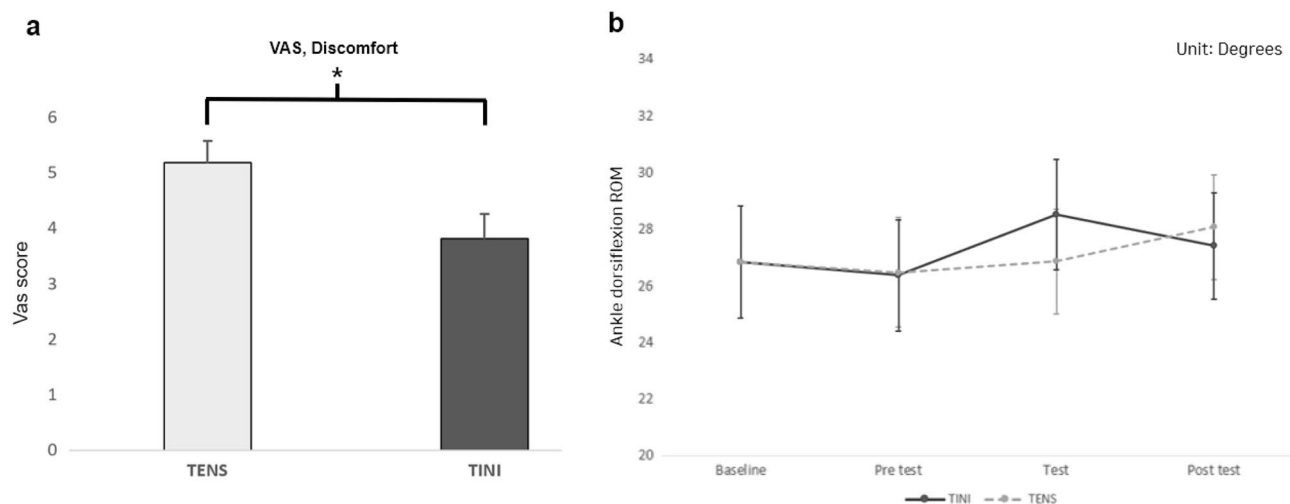 a
VAS, Discomfort
*
6
5
4
3
2
1
0
Vas score
TENS
TINI
b
Unit: Degrees
34
32
30
28
26
24
22
20
Ankle dorsiflexion ROM
Baseline
Pre test
Test
Post test
TINI
TENS